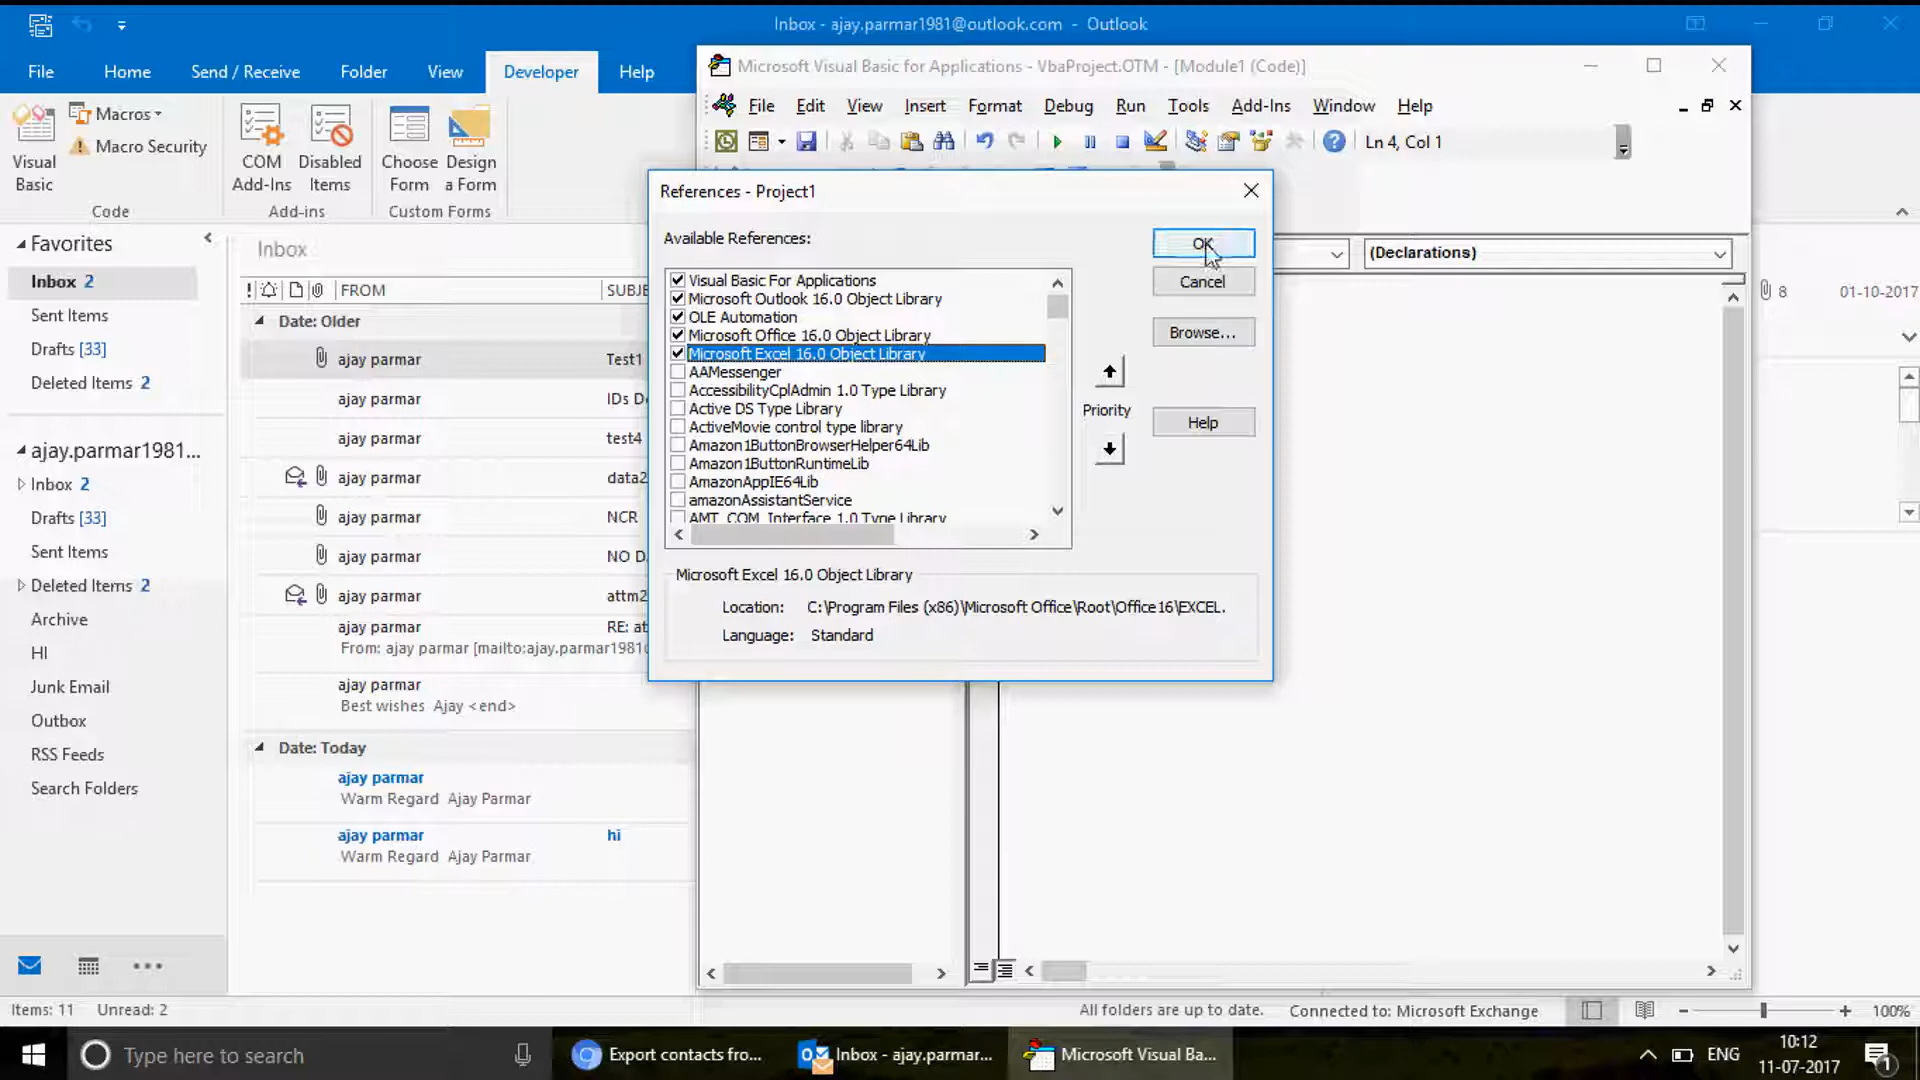 Inbox - ajay.parmar1981@outlook.com - Outlook
File Home Send / Receive Folder View Developer Help
Visual Basic
Macros
Macro Security
COM Add-Ins
Disabled Items
Choose Form
Design a Form
Code
Add-ins
Custom Forms
Favorites
Inbox 2
Sent Items
Drafts [33]
Deleted Items 2
ajay.parmar1981...
Inbox 2
Drafts [33]
Sent Items
Deleted Items 2
Archive
HI
Junk Email
Outbox
RSS Feeds
Search Folders
Inbox
FROM SUBJE
Date: Older
ajay parmar Test1
ajay parmar IDs D
ajay parmar test4
ajay parmar data2
ajay parmar NCR
ajay parmar NO D
ajay parmar attm2
ajay parmar RE: at
From: ajay parmar [mailto:ajay.parmar1981
ajay parmar
Best wishes Ajay <end>
Date: Today
ajay parmar
Warm Regard Ajay Parmar
ajay parmar hi
Warm Regard Ajay Parmar
Microsoft Visual Basic for Applications - VbaProject.OTM - [Module1 (Code)]
File Edit View Insert Format Debug Run Tools Add-Ins Window Help
Ln 4, Col 1
(Declarations)
8 01-10-2017
References - Project1
Available References:
Visual Basic For Applications
Microsoft Outlook 16.0 Object Library
OLE Automation
Microsoft Office 16.0 Object Library
Microsoft Excel 16.0 Object Library
AAMessenger
AccessibilityCplAdmin 1.0 Type Library
Active DS Type Library
ActiveMovie control type library
Amazon1ButtonBrowserHelper64Lib
Amazon1ButtonRuntimeLib
AmazonAppIE64Lib
amazonAssistantService
AMT_COM_Interface 1.0 Type Library
OK
Cancel
Browse...
Priority
Help
Microsoft Excel 16.0 Object Library
Location: C:\Program Files (x86)\Microsoft Office\Root\Office16\EXCEL.
Language: Standard
Items: 11 Unread: 2
All folders are up to date. Connected to: Microsoft Exchange
100%
Type here to search
Export contacts fro...
Inbox - ajay.parmar...
Microsoft Visual Ba...
ENG
10:12
11-07-2017
1